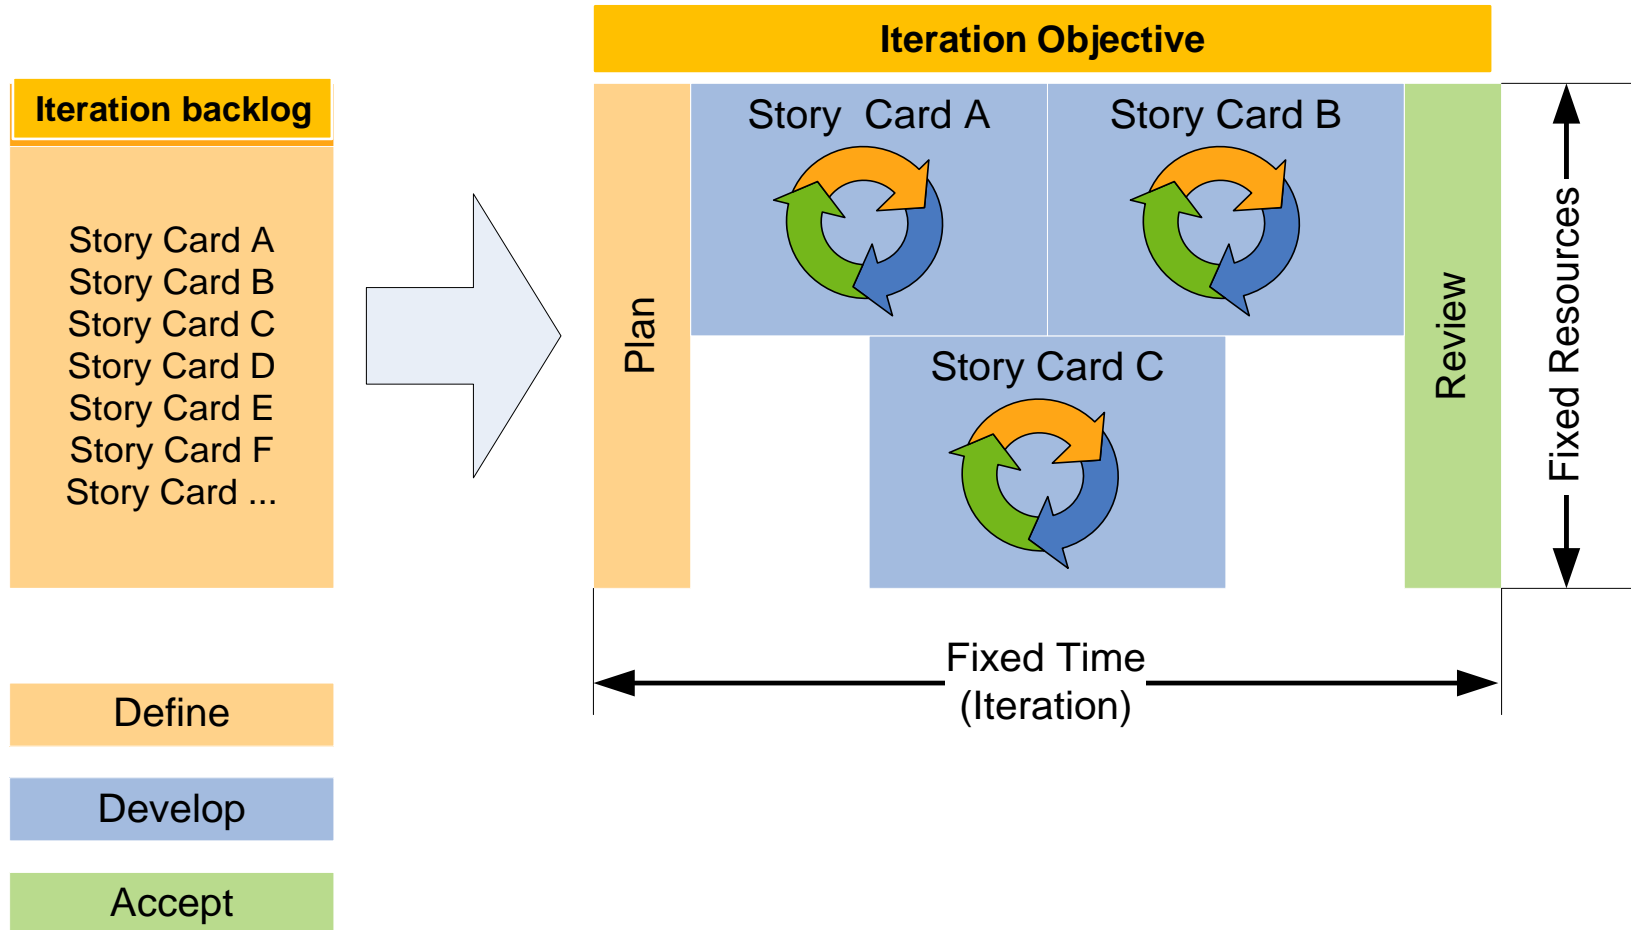 Iteration Objective
Iteration backlog
Story Card A
Story Card B
Story Card C
Story Card D
Story Card E
Story Card F
Story Card ...
Plan
Story Card A
Story Card B
Story Card C
Review
Fixed Resources
Fixed Time
(Iteration)
Define
Develop
Accept